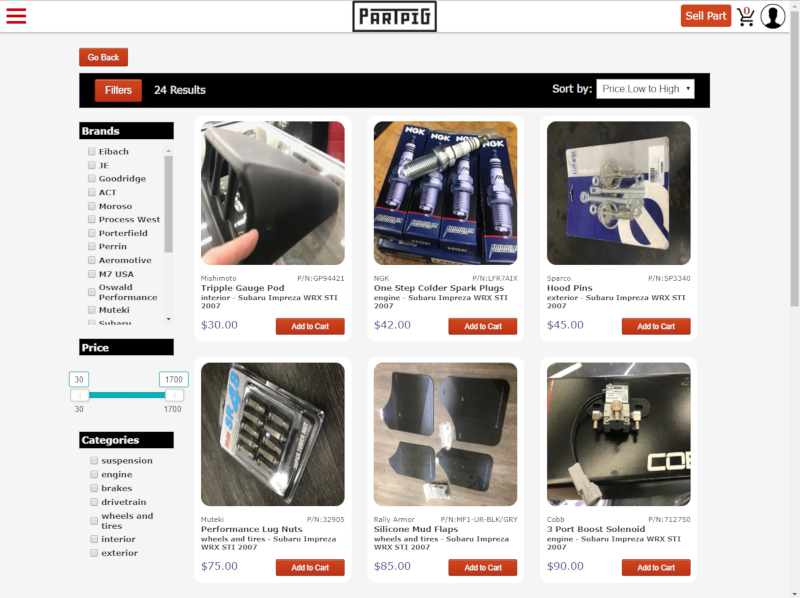 PARTPIG
Sell Part
0
Go Back
Filters
24 Results
Sort by:
Price:Low to High
Brands
Eibach
JE
Goodridge
ACT
Moroso
Process West
Porterfield
Perrin
Aeromotive
M7 USA
Oswald
Performance
Muteki
Subaru
Price
30
1700
30
1700
Categories
suspension
engine
brakes
drivetrain
wheels and
tires
interior
exterior
Mishimoto P/N:GP94421
Tripple Gauge Pod
interior - Subaru Impreza WRX STI
2007
$30.00
Add to Cart
NGK
NGK
NGK
NGK
NGK P/N:LFR7AIX
One Step Colder Spark Plugs
engine - Subaru Impreza WRX STI
2007
$42.00
Add to Cart
Sparco P/N:SP3340
Hood Pins
exterior - Subaru Impreza WRX STI
2007
$45.00
Add to Cart
SR48
Muteki P/N:32905
Performance Lug Nuts
wheels and tires - Subaru Impreza
WRX STI 2007
$75.00
Add to Cart
Rally Armor P/N:MF1-UR-BLK/GRY
Silicone Mud Flaps
wheels and tires - Subaru Impreza
WRX STI 2007
$85.00
Add to Cart
COB
Cobb P/N:712750
3 Port Boost Solenoid
engine - Subaru Impreza WRX STI
2007
$90.00
Add to Cart